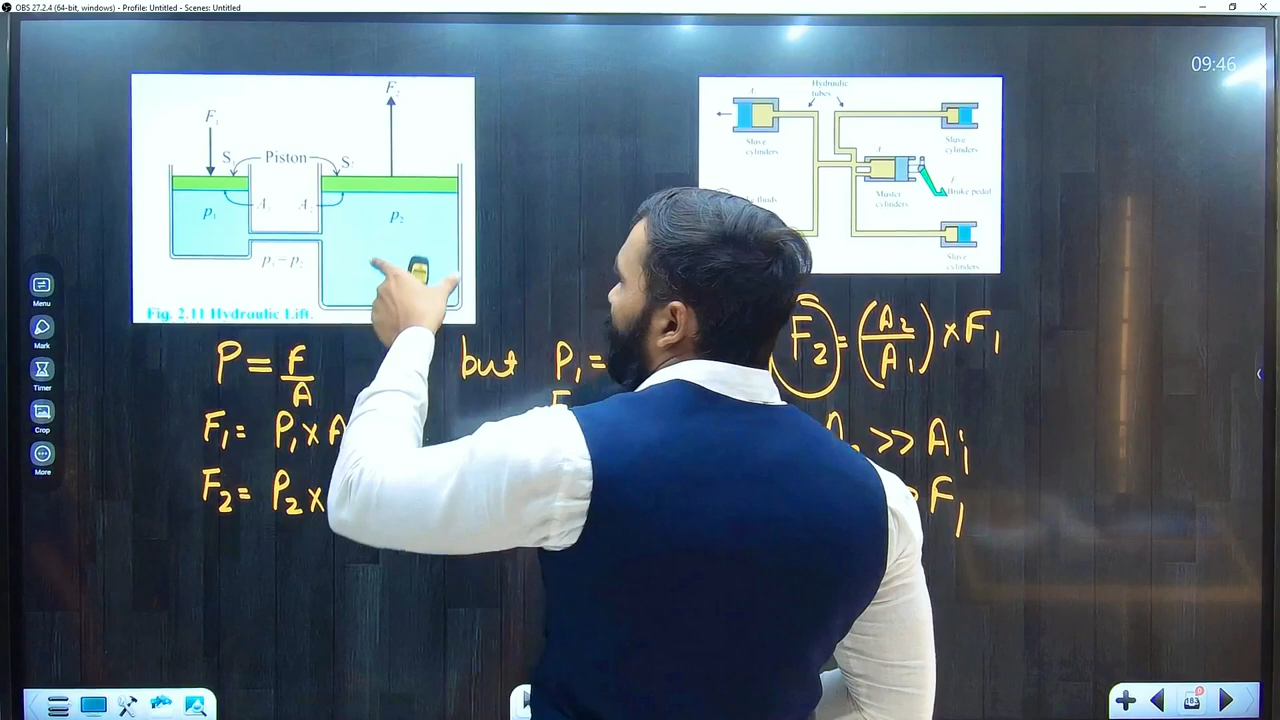 OBS 27.2.4 (64-bit, windows) - Profile: Untitled - Scenes: Untitled
09:46
F₁
F₂
S₁ Piston S₂
A₁ A₂
p₁ p₂
p₁ = p₂
Fig. 2.11 Hydraulic Lift.
Hydraulic
tubes
A
Slave
cylinders
Slave
cylinders
A
Master
cylinders
F
Brake pedal
fluids
Slave
cylinders
P = F/A
but P₁ =
F₂ = (A₂/A₁) × F₁
F₁ = P₁ × A
>> A₁
F₂ = P₂ ×
F₁
Menu
Mark
Timer
Crop
More
183